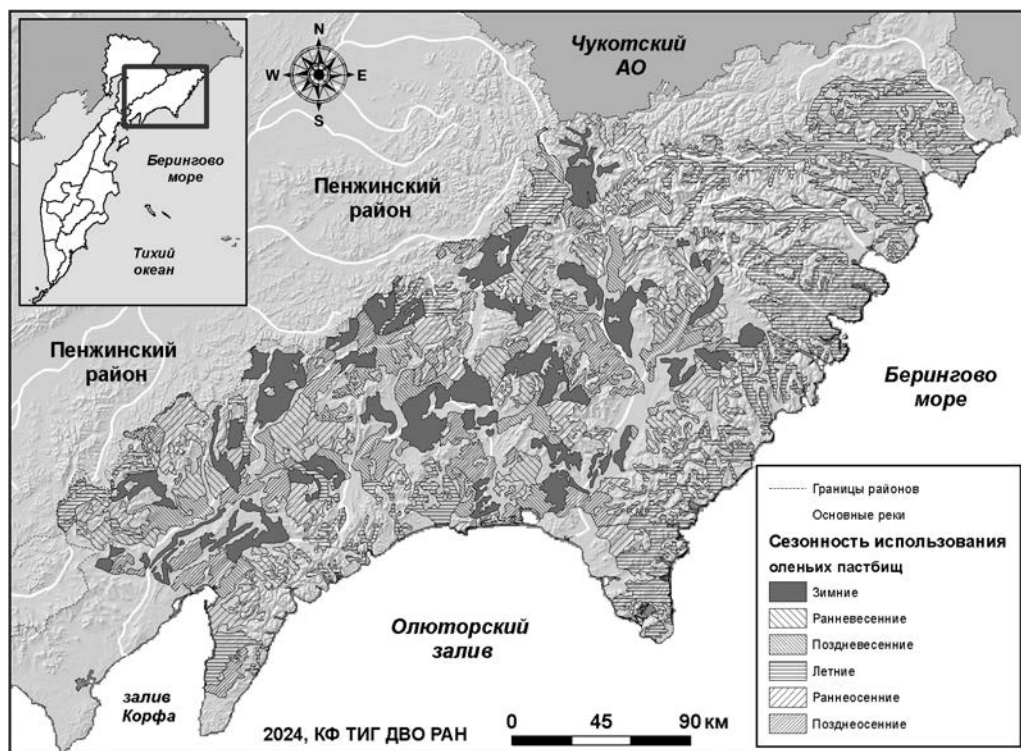 Берингово
море
Тихий
океан
N
W
E
S
Чукотский
АО
Пенжинский
район
Пенжинский
район
Берингово
море
Олюторский
залив
залив
Корфа
2024, КФ ТИГ ДВО РАН
0 45 90 км
Границы районов
Основные реки
Сезонность использования
оленьих пастбищ
Зимние
Ранневесенние
Поздневесенние
Летние
Раннеосенние
Позднеосенние